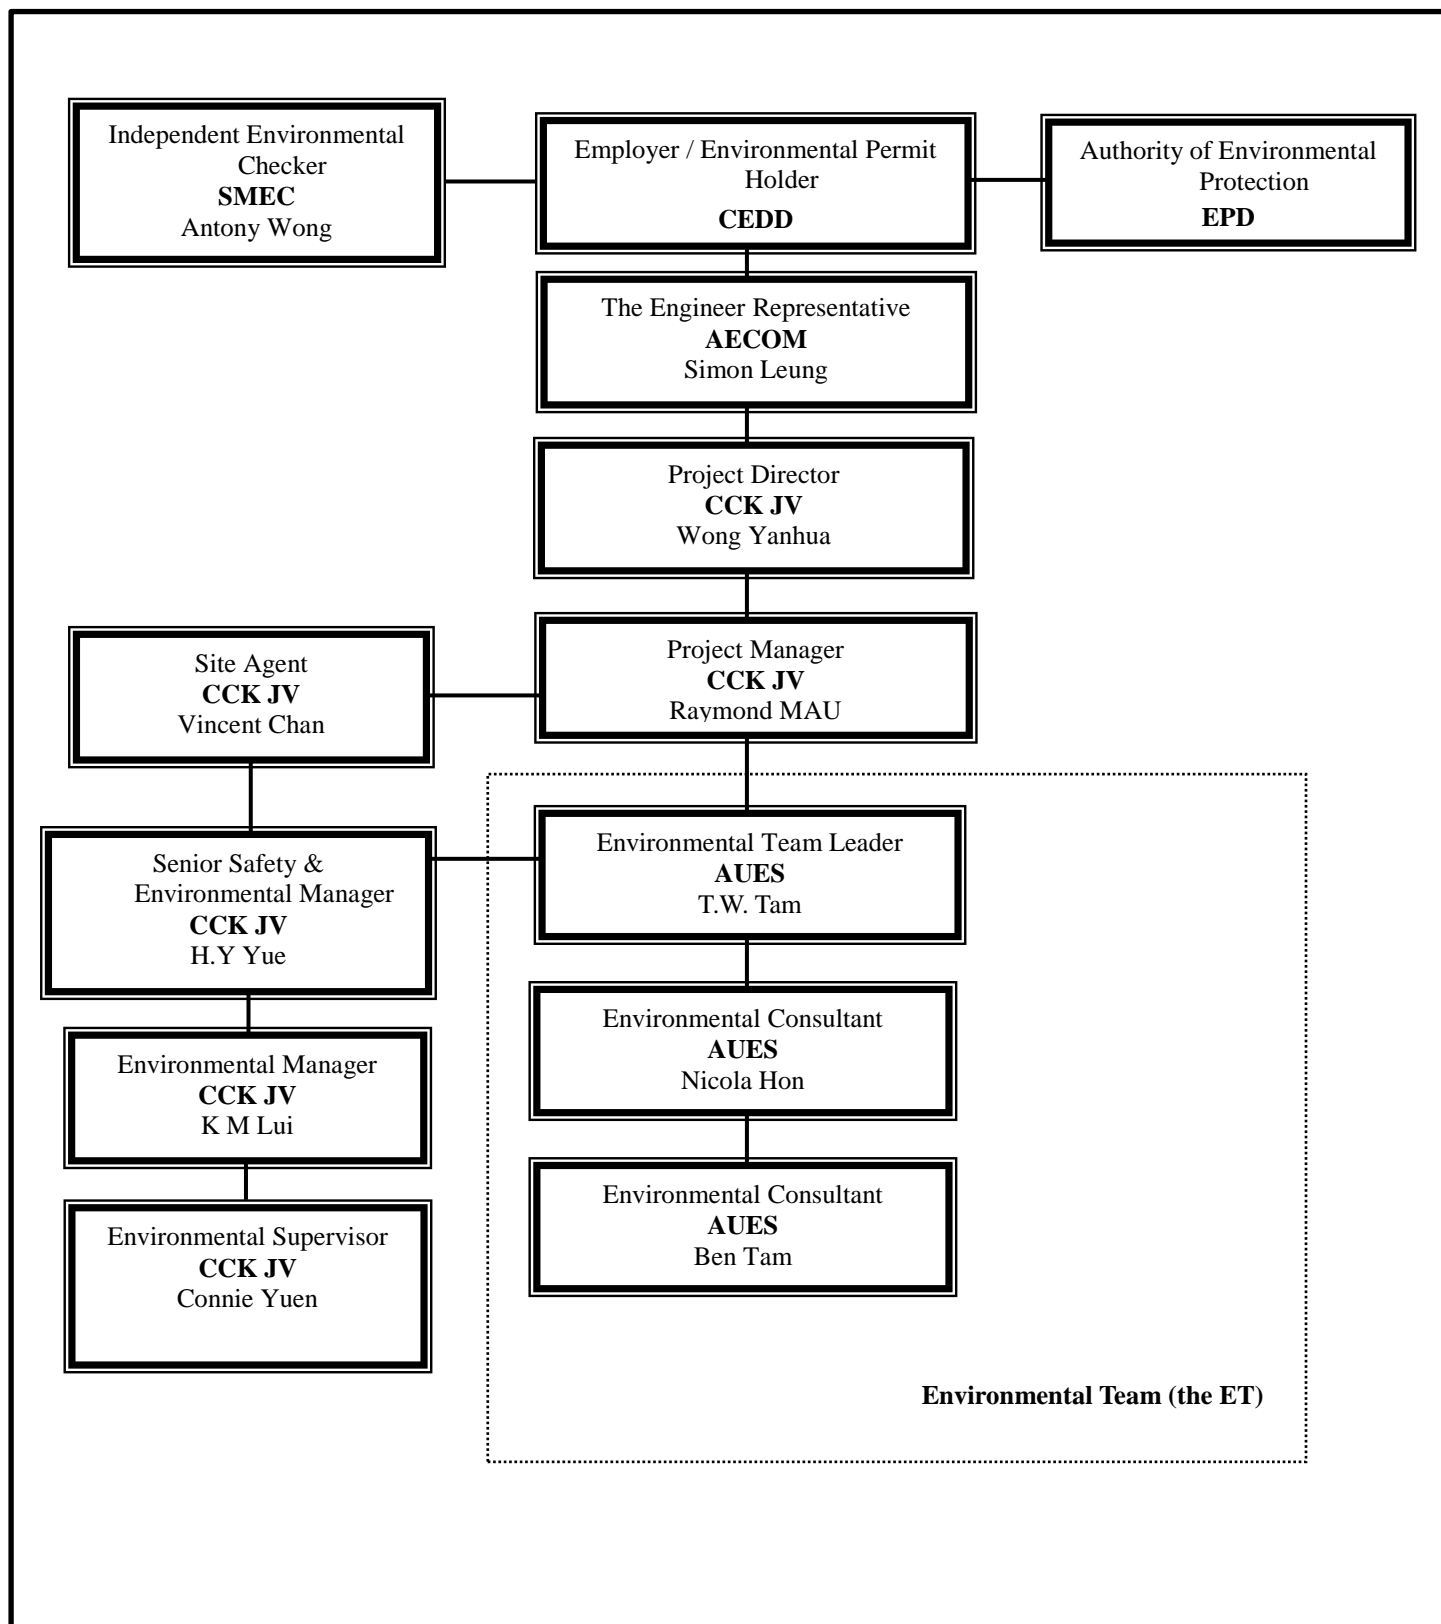 Independent Environmental
Checker
SMEC
Antony Wong
Employer / Environmental Permit
Holder
CEDD
Authority of Environmental
Protection
EPD
The Engineer Representative
AECOM
Simon Leung
Project Director
CCK JV
Wong Yanhua
Site Agent
CCK JV
Vincent Chan
Project Manager
CCK JV
Raymond MAU
Senior Safety &
Environmental Manager
CCK JV
H.Y Yue
Environmental Team Leader
AUES
T.W. Tam
Environmental Manager
CCK JV
K M Lui
Environmental Consultant
AUES
Nicola Hon
Environmental Supervisor
CCK JV
Connie Yuen
Environmental Consultant
AUES
Ben Tam
Environmental Team (the ET)